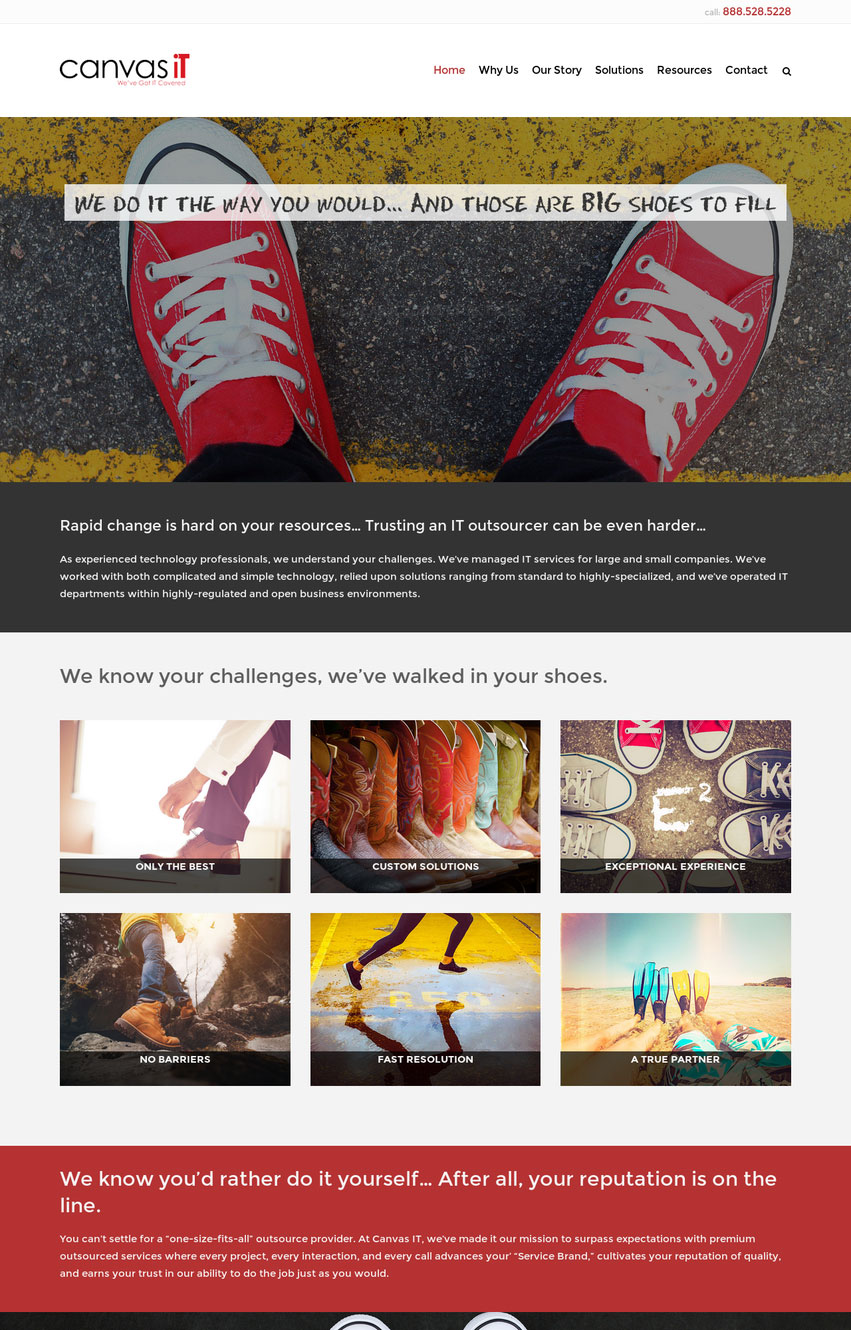 call: 888.528.5228
canvas iT
We've Got iT Covered
Home Why Us Our Story Solutions Resources Contact
WE DO IT THE WAY YOU WOULD... AND THOSE ARE BIG SHOES TO FILL
Rapid change is hard on your resources… Trusting an IT outsourcer can be even harder…
As experienced technology professionals, we understand your challenges. We’ve managed IT services for large and small companies. We’ve
worked with both complicated and simple technology, relied upon solutions ranging from standard to highly-specialized, and we’ve operated IT
departments within highly-regulated and open business environments.
We know your challenges, we’ve walked in your shoes.
E²
ONLY THE BEST
CUSTOM SOLUTIONS
EXCEPTIONAL EXPERIENCE
NO BARRIERS
FAST RESOLUTION
A TRUE PARTNER
We know you’d rather do it yourself… After all, your reputation is on the
line.
You can’t settle for a “one-size-fits-all” outsource provider. At Canvas IT, we’ve made it our mission to surpass expectations with premium
outsourced services where every project, every interaction, and every call advances your’ “Service Brand,” cultivates your reputation of quality,
and earns your trust in our ability to do the job just as you would.